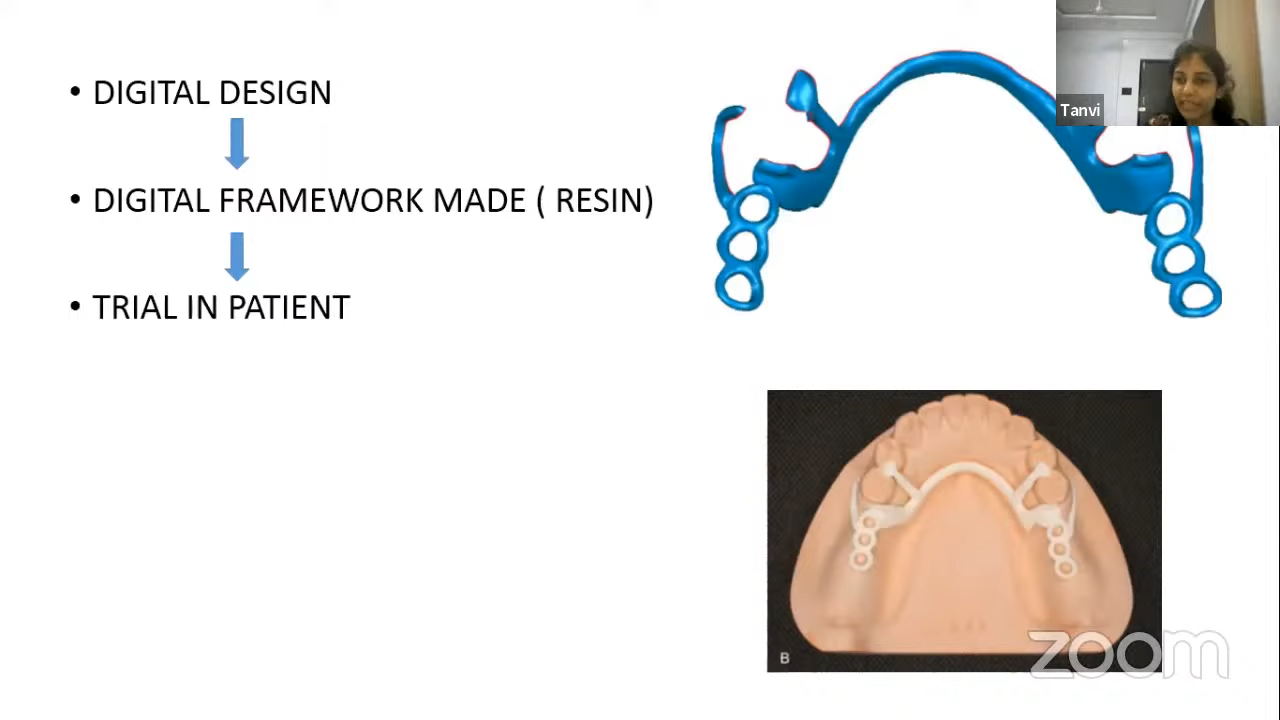 • DIGITAL DESIGN
• DIGITAL FRAMEWORK MADE ( RESIN)
• TRIAL IN PATIENT
Tanvi
B
zoom